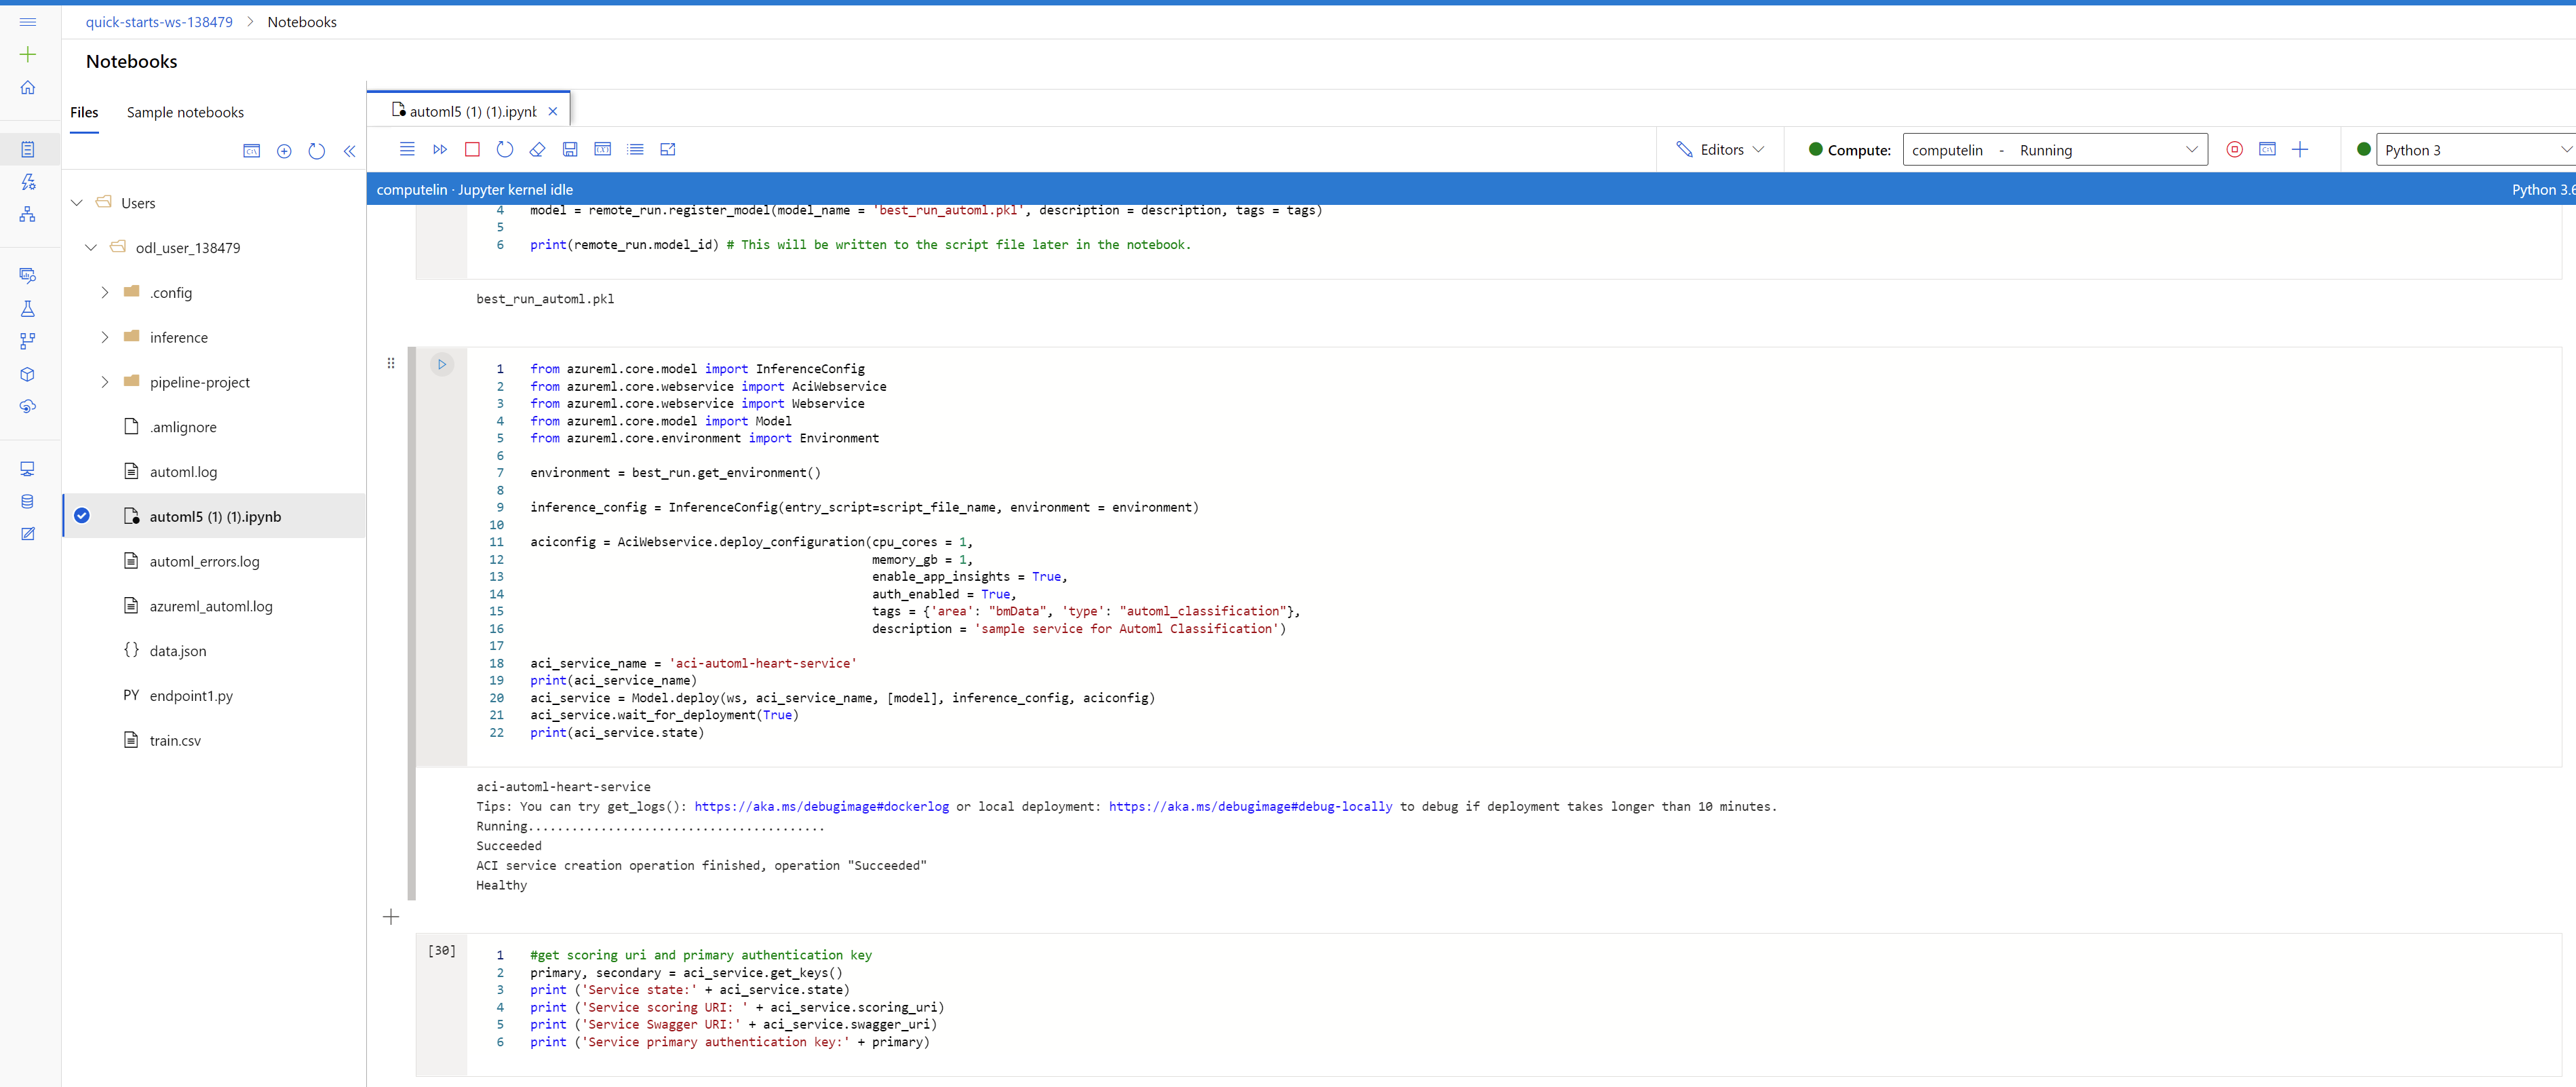 quick-starts-ws-138479 > Notebooks
Notebooks
Files Sample notebooks
Users
odl_user_138479
.config
inference
pipeline-project
.amlignore
automl.log
automl5 (1) (1).ipynb
automl_errors.log
azureml_automl.log
{} data.json
PY endpoint1.py
train.csv
automl5 (1) (1).ipynb
Editors Compute: computelin - Running Python 3
computelin · Jupyter kernel idle Python 3.6
4 model = remote_run.register_model(model_name = 'best_run_automl.pkl', description = description, tags = tags)
5
6 print(remote_run.model_id) # This will be written to the script file later in the notebook.
best_run_automl.pkl
1 from azureml.core.model import InferenceConfig
2 from azureml.core.webservice import AciWebservice
3 from azureml.core.webservice import Webservice
4 from azureml.core.model import Model
5 from azureml.core.environment import Environment
6
7 environment = best_run.get_environment()
8
9 inference_config = InferenceConfig(entry_script=script_file_name, environment = environment)
10
11 aciconfig = AciWebservice.deploy_configuration(cpu_cores = 1,
12 memory_gb = 1,
13 enable_app_insights = True,
14 auth_enabled = True,
15 tags = {'area': "bmData", 'type': "automl_classification"},
16 description = 'sample service for Automl Classification')
17
18 aci_service_name = 'aci-automl-heart-service'
19 print(aci_service_name)
20 aci_service = Model.deploy(ws, aci_service_name, [model], inference_config, aciconfig)
21 aci_service.wait_for_deployment(True)
22 print(aci_service.state)
aci-automl-heart-service
Tips: You can try get_logs(): https://aka.ms/debugimage#dockerlog or local deployment: https://aka.ms/debugimage#debug-locally to debug if deployment takes longer than 10 minutes.
Running.........................................
Succeeded
ACI service creation operation finished, operation "Succeeded"
Healthy
[30]
1 #get scoring uri and primary authentication key
2 primary, secondary = aci_service.get_keys()
3 print ('Service state:' + aci_service.state)
4 print ('Service scoring URI: ' + aci_service.scoring_uri)
5 print ('Service Swagger URI:' + aci_service.swagger_uri)
6 print ('Service primary authentication key:' + primary)